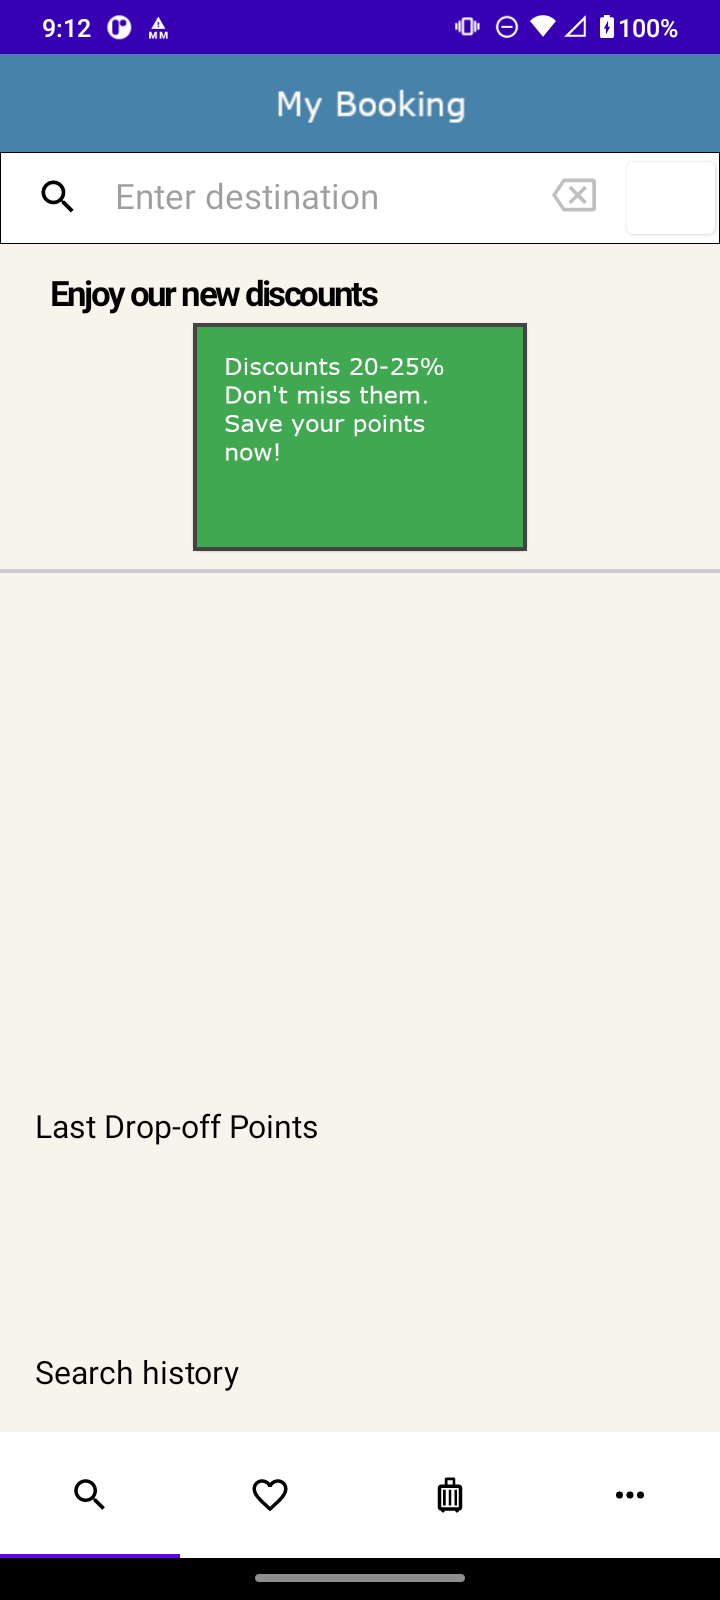 9:12
MM
100%
My Booking
Enter destination
Enjoy our new discounts
Discounts 20-25%
Don't miss them.
Save your points
now!
Last Drop-off Points
Search history